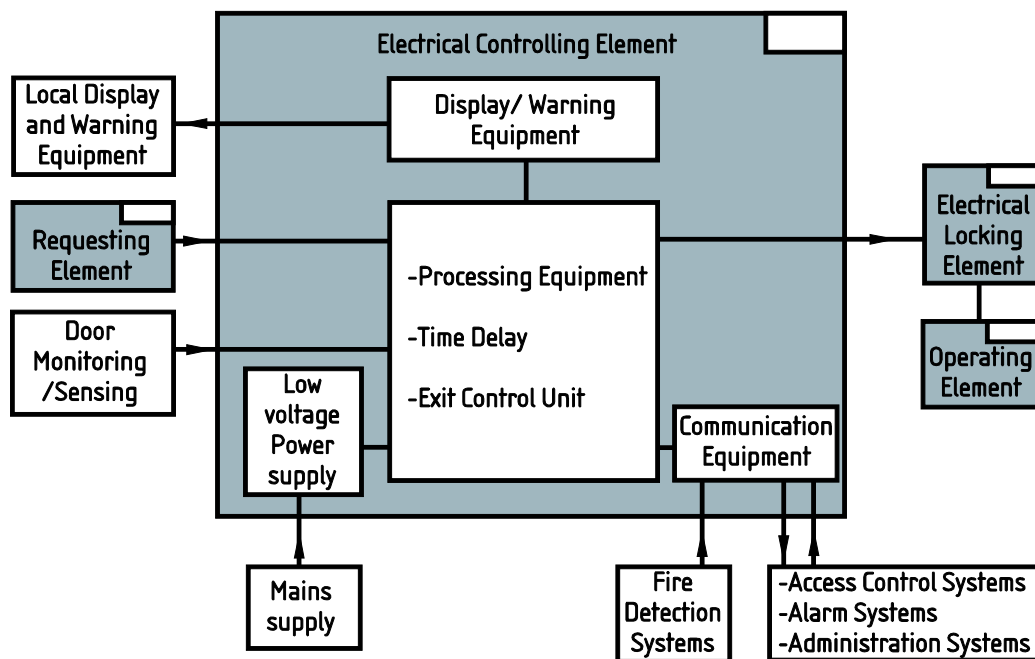 Electrical Controlling Element
Local Display
and Warning
Equipment
Display/ Warning
Equipment
Requesting
Element
Electrical
Locking
Element
-Processing Equipment
-Time Delay
-Exit Control Unit
Door
Monitoring
/Sensing
Operating
Element
Low
voltage
Power
supply
Communication
Equipment
Mains
supply
Fire
Detection
Systems
-Access Control Systems
-Alarm Systems
-Administration Systems